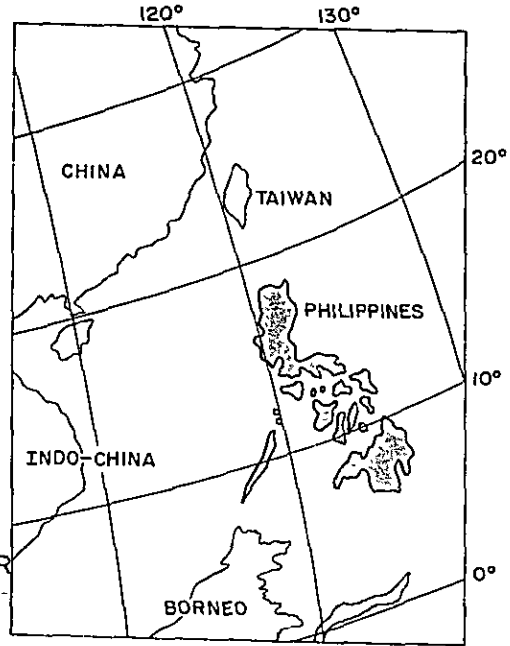 120° 130°
CHINA
20°
TAIWAN
PHILIPPINES
10°
INDO-CHINA
R
0°
BORNEO